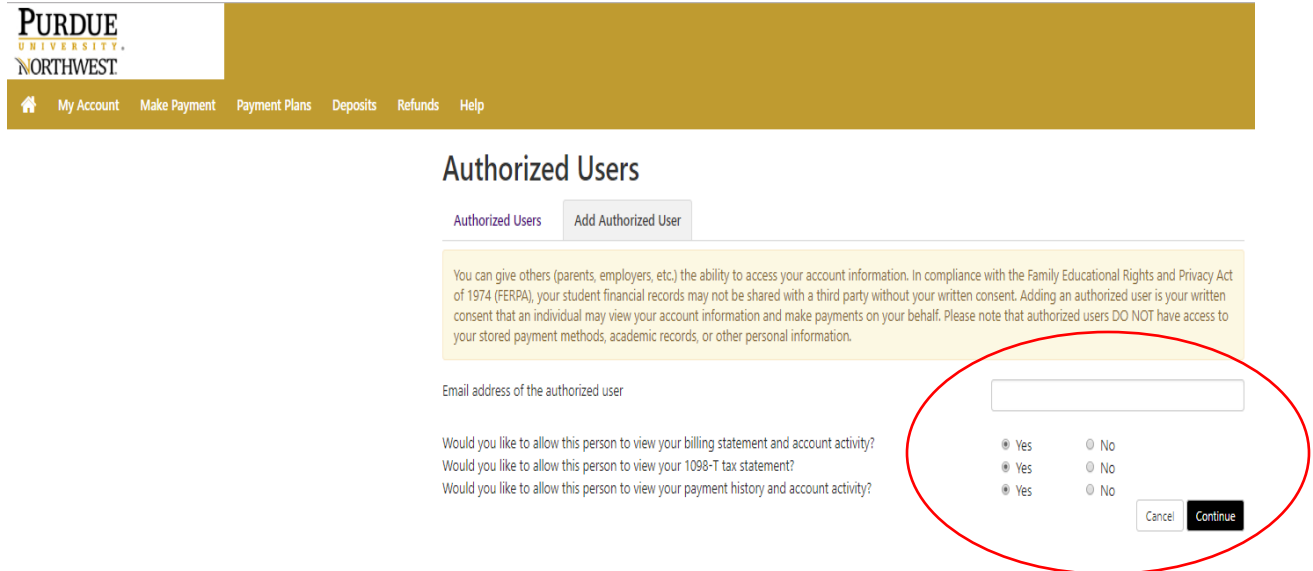 PURDUE
UNIVERSITY®
NORTHWEST
My Account Make Payment Payment Plans Deposits Refunds Help
Authorized Users
Authorized Users Add Authorized User
You can give others (parents, employers, etc.) the ability to access your account information. In compliance with the Family Educational Rights and Privacy Act
of 1974 (FERPA), your student financial records may not be shared with a third party without your written consent. Adding an authorized user is your written
consent that an individual may view your account information and make payments on your behalf. Please note that authorized users DO NOT have access to
your stored payment methods, academic records, or other personal information.
Email address of the authorized user
Would you like to allow this person to view your billing statement and account activity? Yes No
Would you like to allow this person to view your 1098-T tax statement? Yes No
Would you like to allow this person to view your payment history and account activity? Yes No
Cancel Continue